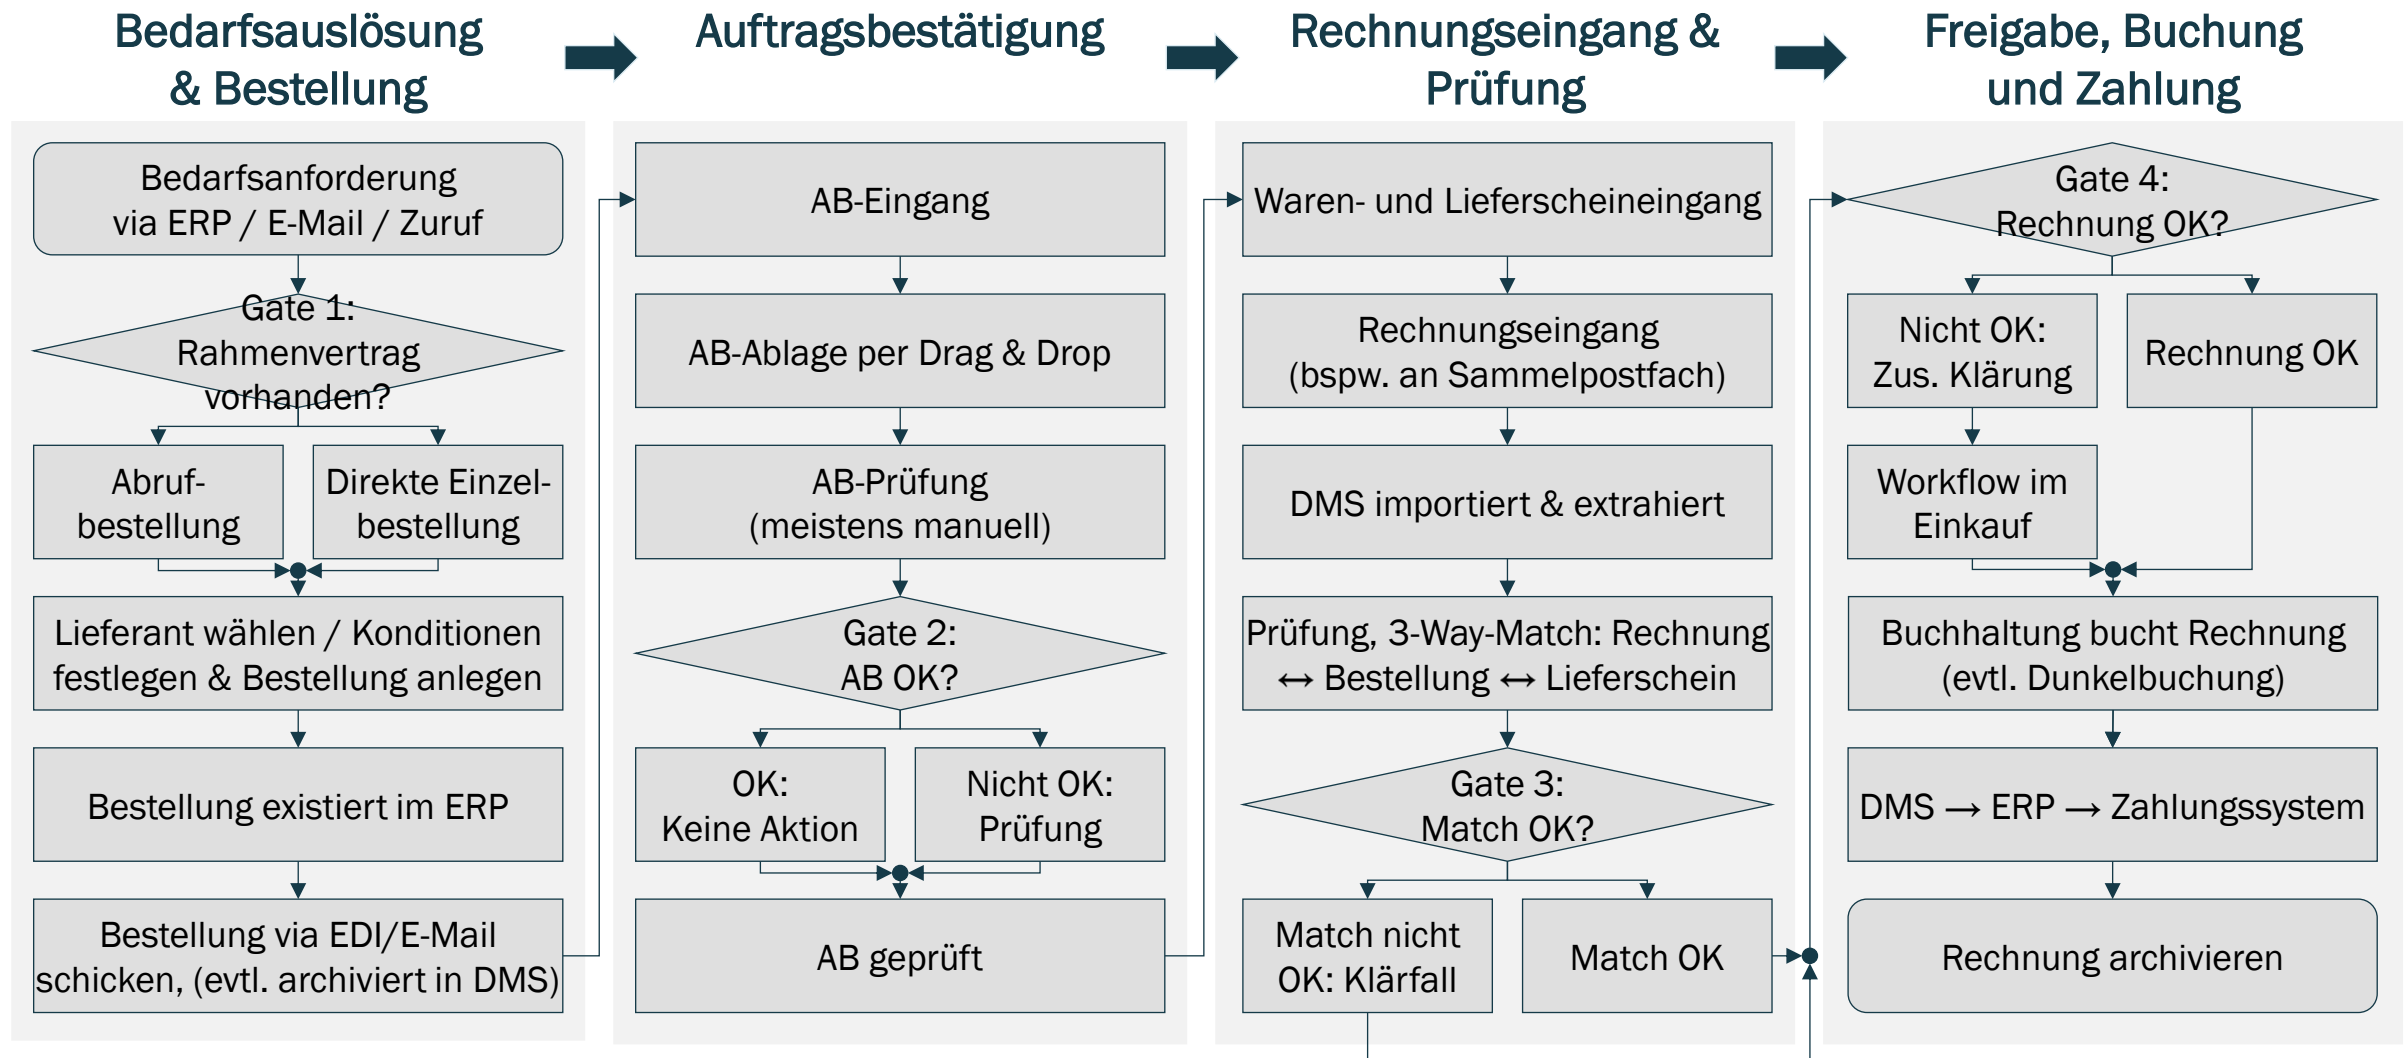 Bedarfsauslösung
& Bestellung
Auftragsbestätigung
Rechnungseingang &
Prüfung
Freigabe, Buchung
und Zahlung
Bedarfsanforderung
via ERP / E-Mail / Zuruf
Gate 1:
Rahmenvertrag
vorhanden?
Abruf-
bestellung
Direkte Einzel-
bestellung
Lieferant wählen / Konditionen
festlegen & Bestellung anlegen
Bestellung existiert im ERP
Bestellung via EDI/E-Mail
schicken, (evtl. archiviert in DMS)
AB-Eingang
AB-Ablage per Drag & Drop
AB-Prüfung
(meistens manuell)
Gate 2:
AB OK?
OK:
Keine Aktion
Nicht OK:
Prüfung
AB geprüft
Waren- und Lieferscheineingang
Rechnungseingang
(bspw. an Sammelpostfach)
DMS importiert & extrahiert
Prüfung, 3-Way-Match: Rechnung
↔ Bestellung ↔ Lieferschein
Gate 3:
Match OK?
Match nicht
OK: Klärfall
Match OK
Gate 4:
Rechnung OK?
Nicht OK:
Zus. Klärung
Rechnung OK
Workflow im
Einkauf
Buchhaltung bucht Rechnung
(evtl. Dunkelbuchung)
DMS → ERP → Zahlungssystem
Rechnung archivieren